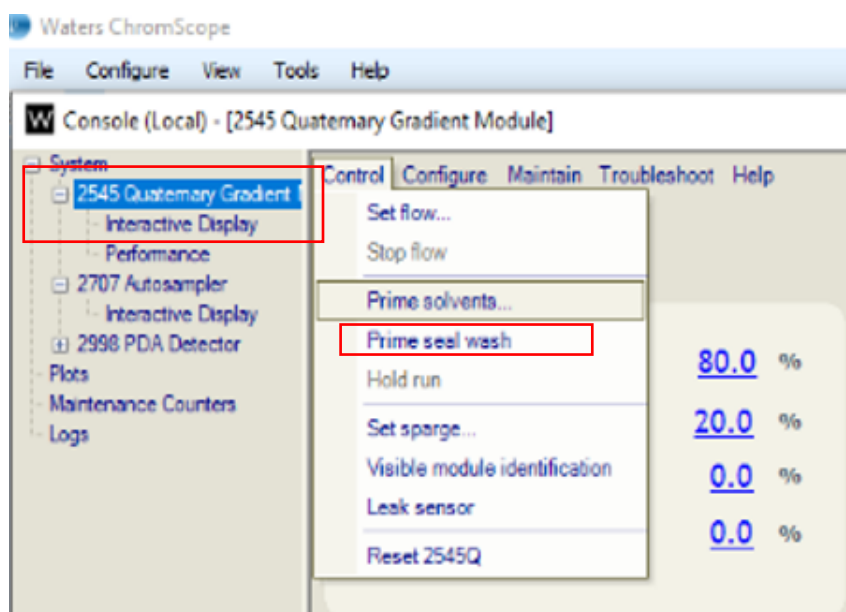 Waters ChromScope
File Configure View Tools Help
W Console (Local) - [2545 Quaternary Gradient Module]
System
2545 Quaternary Gradient
Interactive Display
Performance
2707 Autosampler
Interactive Display
2998 PDA Detector
Plots
Maintenance Counters
Logs
Control Configure Maintain Troubleshoot Help
Set flow...
Stop flow
Prime solvents...
Prime seal wash
Hold run
Set sparge...
Visible module identification
Leak sensor
Reset 2545Q
80.0 %
20.0 %
0.0 %
0.0 %